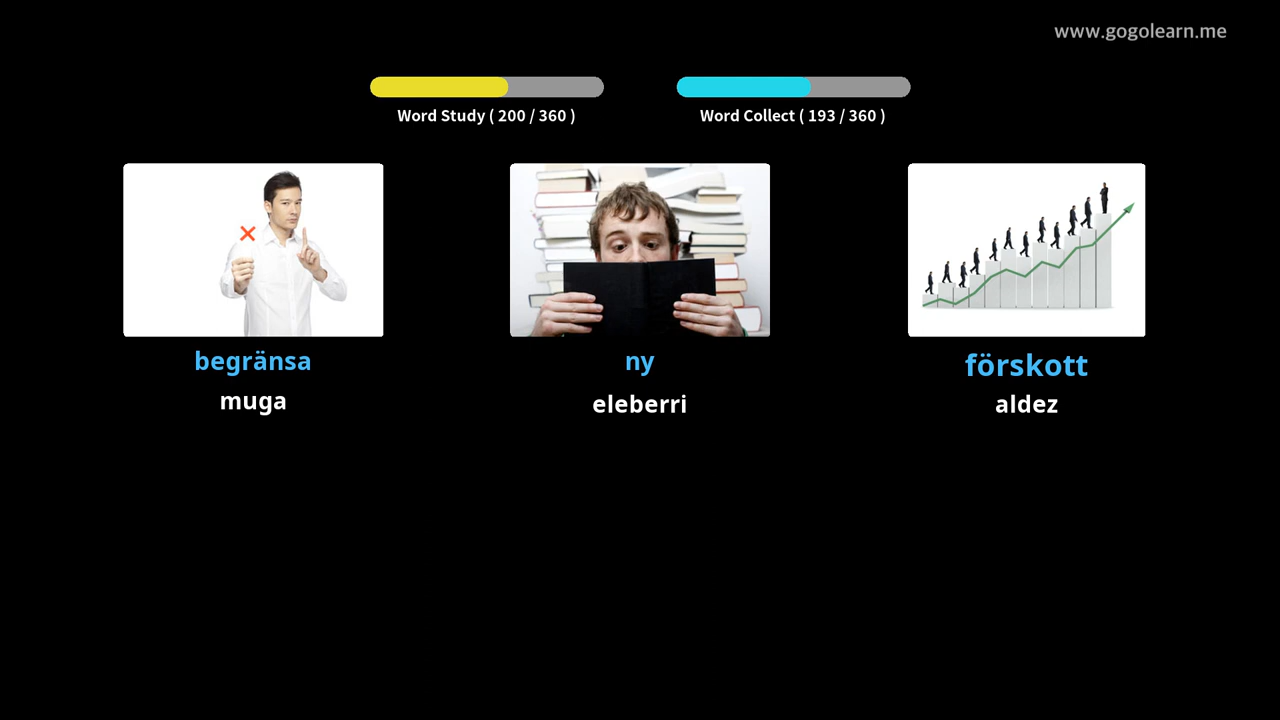 www.gogolearn.me
Word Study ( 200 / 360 )
Word Collect ( 193 / 360 )
begränsa
ny
förskott
muga
eleberri
aldez